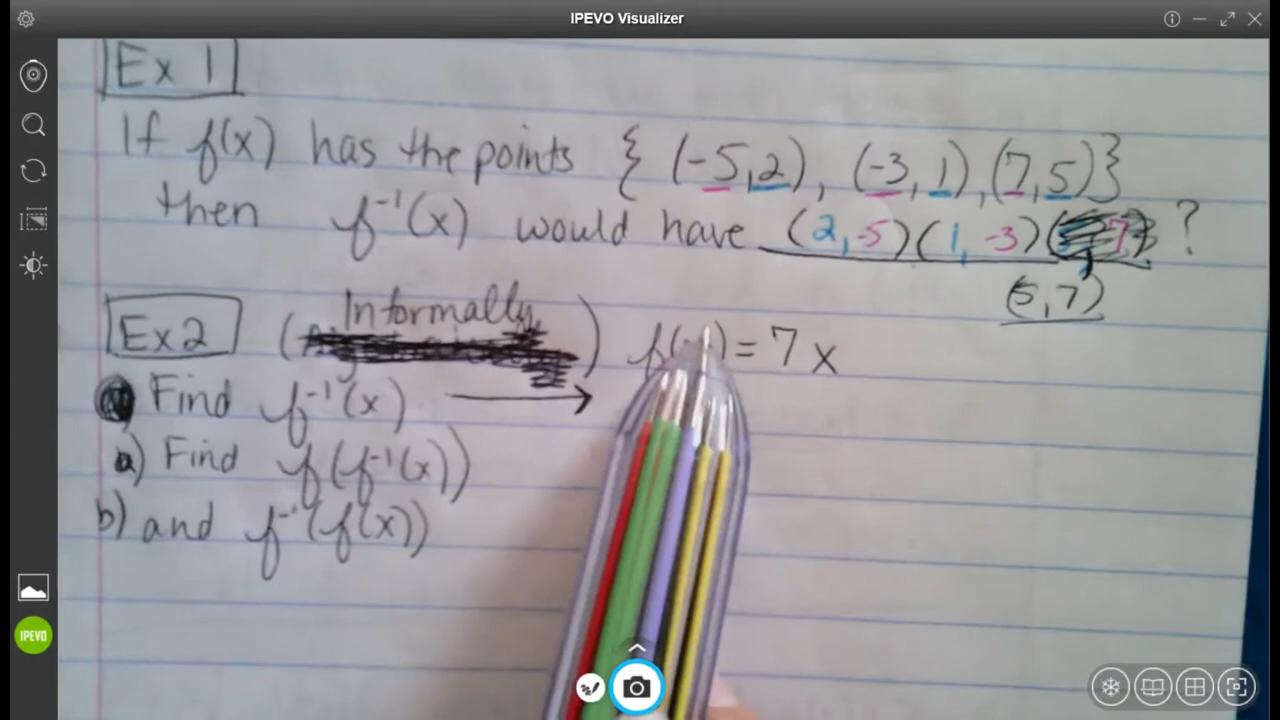 IPEVO Visualizer
Ex 1
If f(x) has the points { (-5,2), (-3,1),(7,5)}
then f⁻¹(x) would have (2,-5)(1,-3)( 7) ?
(5,7)
Ex 2 (Informally) f( ) = 7x
Find f⁻¹(x) →
a) Find f(f⁻¹(x))
b) and f⁻¹(f(x))
IPEVO